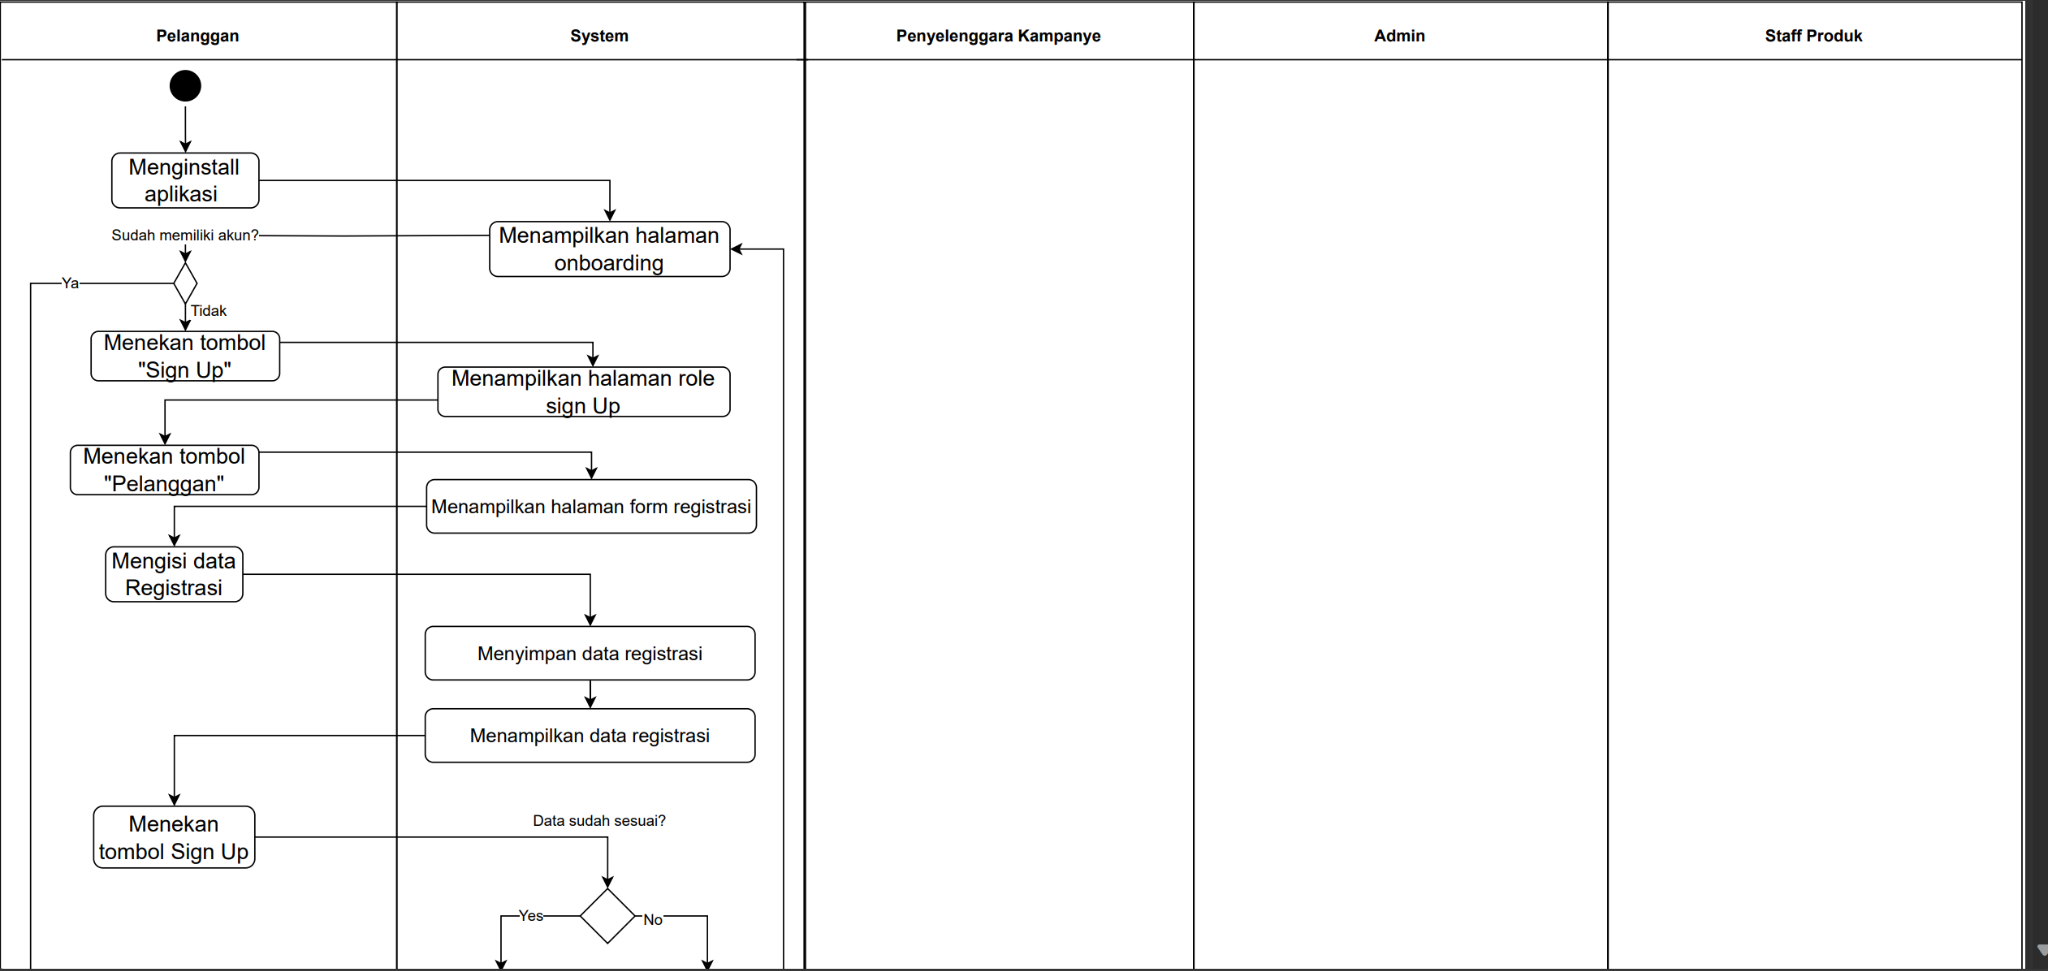 Pelanggan
System
Penyelenggara Kampanye
Admin
Staff Produk
Menginstall
aplikasi
Menampilkan halaman
onboarding
Sudah memiliki akun?
Ya
Tidak
Menekan tombol
"Sign Up"
Menampilkan halaman role
sign Up
Menekan tombol
"Pelanggan"
Menampilkan halaman form registrasi
Mengisi data
Registrasi
Menyimpan data registrasi
Menampilkan data registrasi
Menekan
tombol Sign Up
Data sudah sesuai?
Yes
No